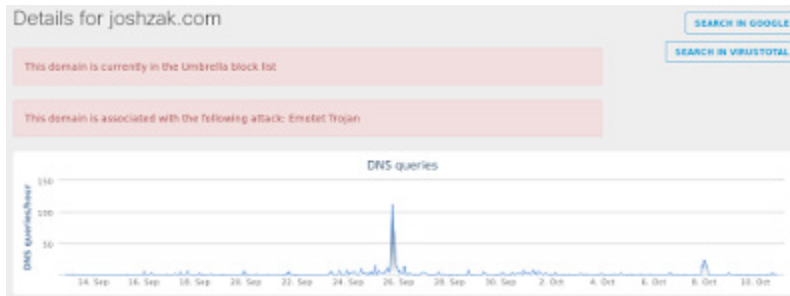 Details for joshzak.com
SEARCH IN GOOGLE
SEARCH IN VIRUSTOTAL
This domain is currently in the Umbrella block list
This domain is associated with the following attack: Emotet Trojan
DNS queries
DNS queries/hour
150
100
50
14. Sep 16. Sep 18. Sep 20. Sep 22. Sep 24. Sep 26. Sep 28. Sep 30. Sep 2. Oct 4. Oct 6. Oct 8. Oct 10. Oct